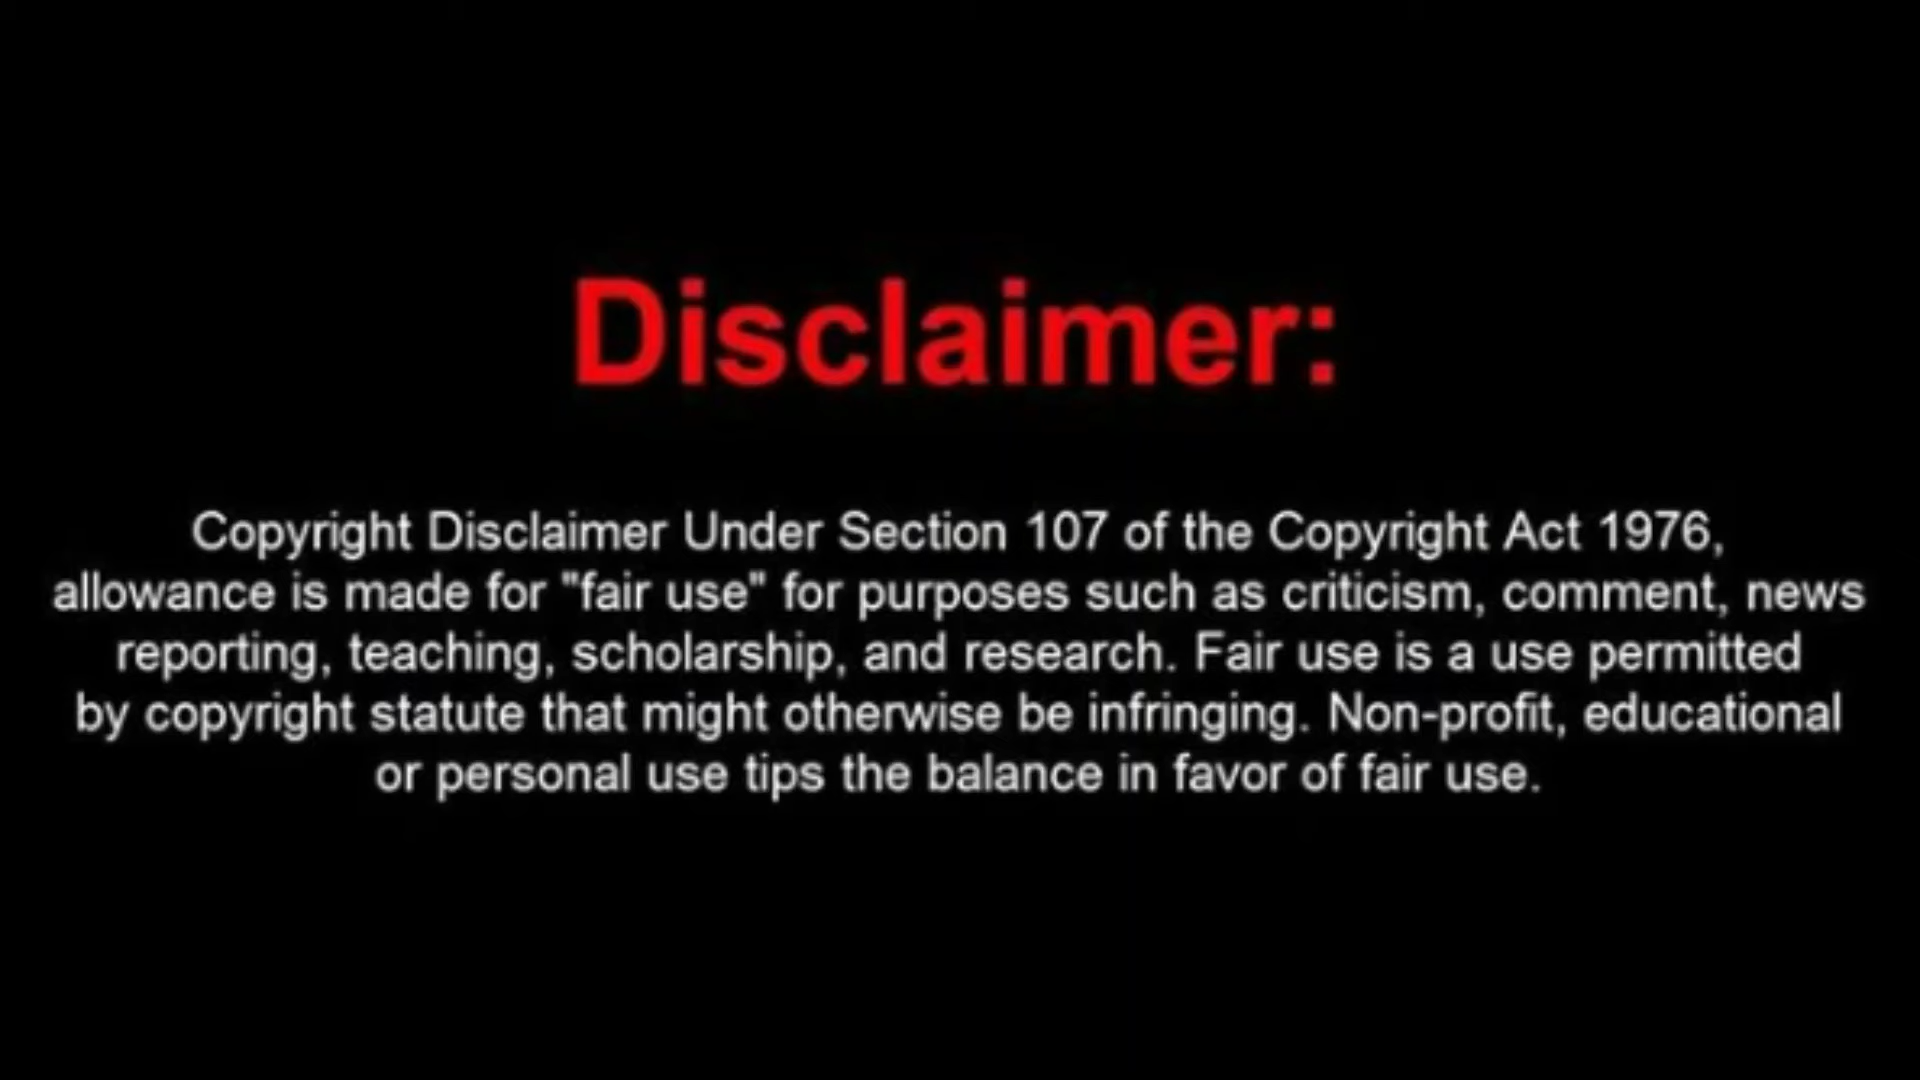 Disclaimer:
Copyright Disclaimer Under Section 107 of the Copyright Act 1976,
allowance is made for "fair use" for purposes such as criticism, comment, news
reporting, teaching, scholarship, and research. Fair use is a use permitted
by copyright statute that might otherwise be infringing. Non-profit, educational
or personal use tips the balance in favor of fair use.